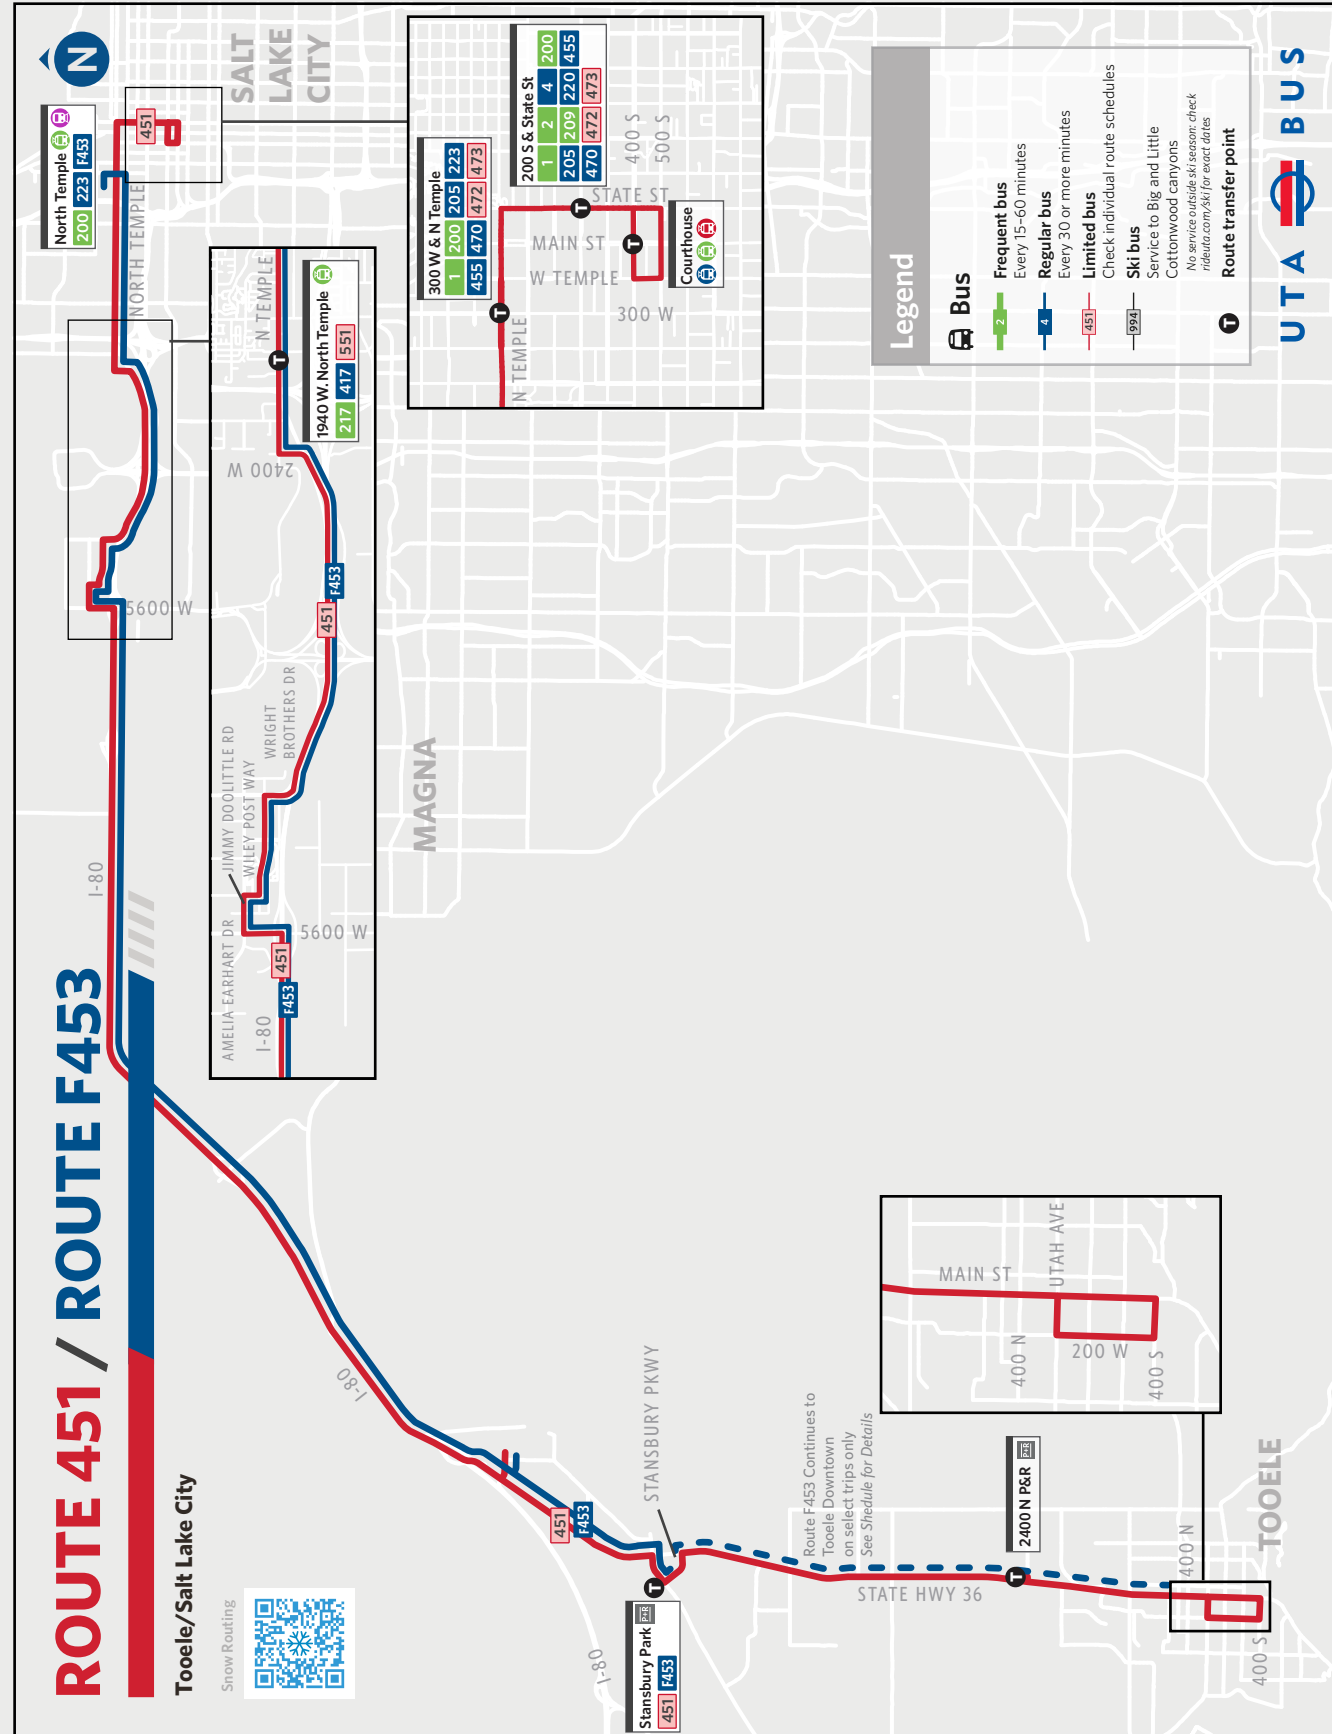 ROUTE 451 / ROUTE F453
Tooele/Salt Lake City
Snow Routing
N
SALT
LAKE
CITY
North Temple
200 223 F453
451
NORTH TEMPLE
5600 W
I-80
I-80
I-80
MAGNA
AMELIA EARHART DR
JIMMY DOOLITTLE RD
WILEY POST WAY
WRIGHT
BROTHERS DR
I-80
5600 W
451
F453
451
F453
2400 W
N TEMPLE
1940 W. North Temple
217 417 551
300 W & N Temple
1 200 205 223
455 470 472 473
200 S & State St
1 2 4 200
205 209 220 455
470 472 473
400 S
500 S
STATE ST
MAIN ST
W TEMPLE
300 W
N TEMPLE
T
T
T
T
Courthouse
451
F453
STANSBURY PKWY
T
Stansbury Park P+R
451 F453
Route F453 Continues to
Tooele Downtown
on select trips only
See Shedule for Details
STATE HWY 36
T
2400 N P&R P+R
400 N
400 S
TOOELE
MAIN ST
UTAH AVE
400 N
200 W
400 S
Legend
Bus
2
Frequent bus
Every 15-60 minutes
4
Regular bus
Every 30 or more minutes
451
Limited bus
Check individual route schedules
994
Ski bus
Service to Big and Little
Cottonwood canyons
No service outside ski season: check
rideuta.com/ski for exact dates
T
Route transfer point
UTA BUS